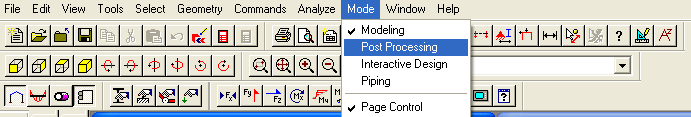 File Edit View Tools Select Geometry Commands Analyze Mode Window Help
Modeling
Post Processing
Interactive Design
Piping
Page Control